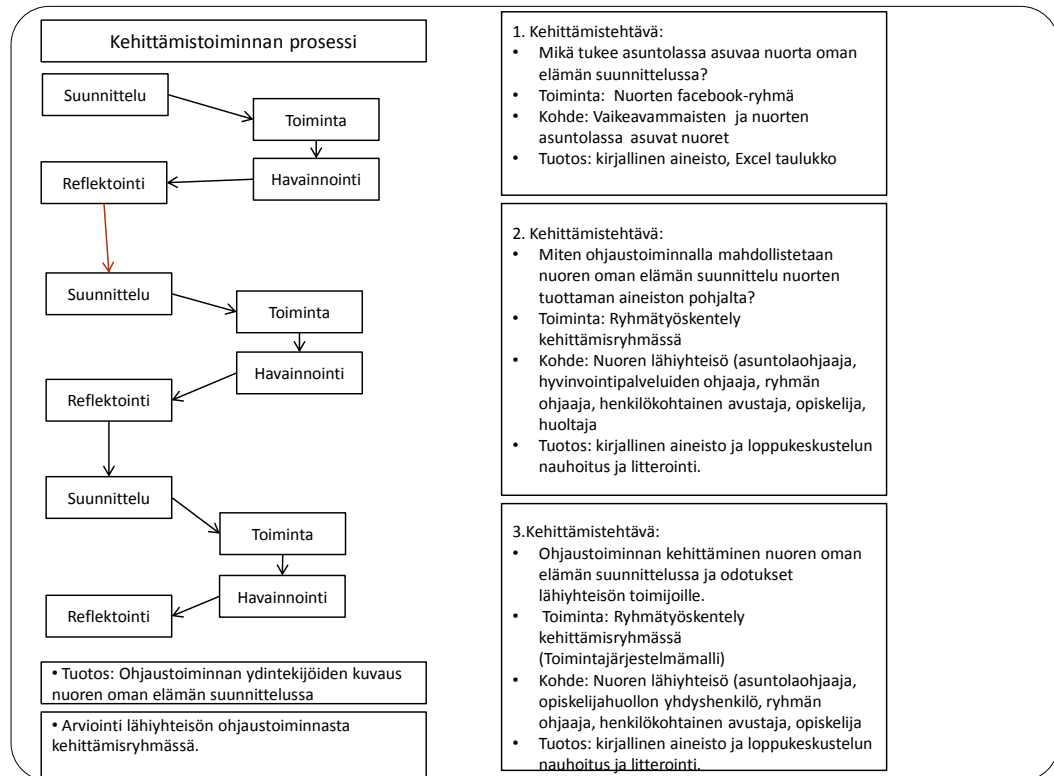 Kehittämistoiminnan prosessi
Suunnittelu
Toiminta
Havainnointi
Reflektointi
Suunnittelu
Toiminta
Havainnointi
Reflektointi
Suunnittelu
Toiminta
Havainnointi
Reflektointi
• Tuotos: Ohjaustoiminnan ydintekijöiden kuvaus
nuoren oman elämän suunnittelussa
• Arviointi lähiyhteisön ohjaustoiminnasta
kehittämisryhmässä.
1. Kehittämistehtävä:
• Mikä tukee asuntolassa asuvaa nuorta oman
elämän suunnittelussa?
• Toiminta: Nuorten facebook-ryhmä
• Kohde: Vaikeavammaisten ja nuorten
asuntolassa asuvat nuoret
• Tuotos: kirjallinen aineisto, Excel taulukko
2. Kehittämistehtävä:
• Miten ohjaustoiminnalla mahdollistetaan
nuoren oman elämän suunnittelu nuorten
tuottaman aineiston pohjalta?
• Toiminta: Ryhmätyöskentely
kehittämisryhmässä
• Kohde: Nuoren lähiyhteisö (asuntolaohjaaja,
hyvinvointipalveluiden ohjaaja, ryhmän
ohjaaja, henkilökohtainen avustaja, opiskelija,
huoltaja
• Tuotos: kirjallinen aineisto ja loppukeskustelun
nauhoitus ja litterointi.
3.Kehittämistehtävä:
• Ohjaustoiminnan kehittäminen nuoren oman
elämän suunnittelussa ja odotukset
lähiyhteisön toimijoille.
• Toiminta: Ryhmätyöskentely
kehittämisryhmässä
(Toimintajärjestelmämalli)
• Kohde: Nuoren lähiyhteisö (asuntolaohjaaja,
opiskelijahuollon yhdyshenkilö, ryhmän
ohjaaja, henkilökohtainen avustaja, opiskelija
• Tuotos: kirjallinen aineisto ja loppukeskustelun
nauhoitus ja litterointi.